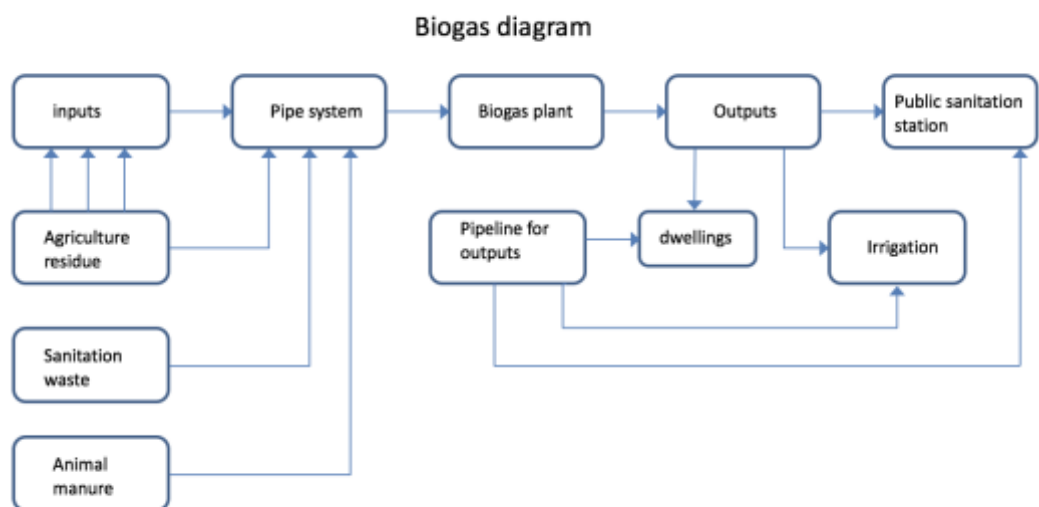 Biogas diagram
inputs
Pipe system
Biogas plant
Outputs
Public sanitation
station
Agriculture
residue
Pipeline for
outputs
dwellings
Irrigation
Sanitation
waste
Animal
manure